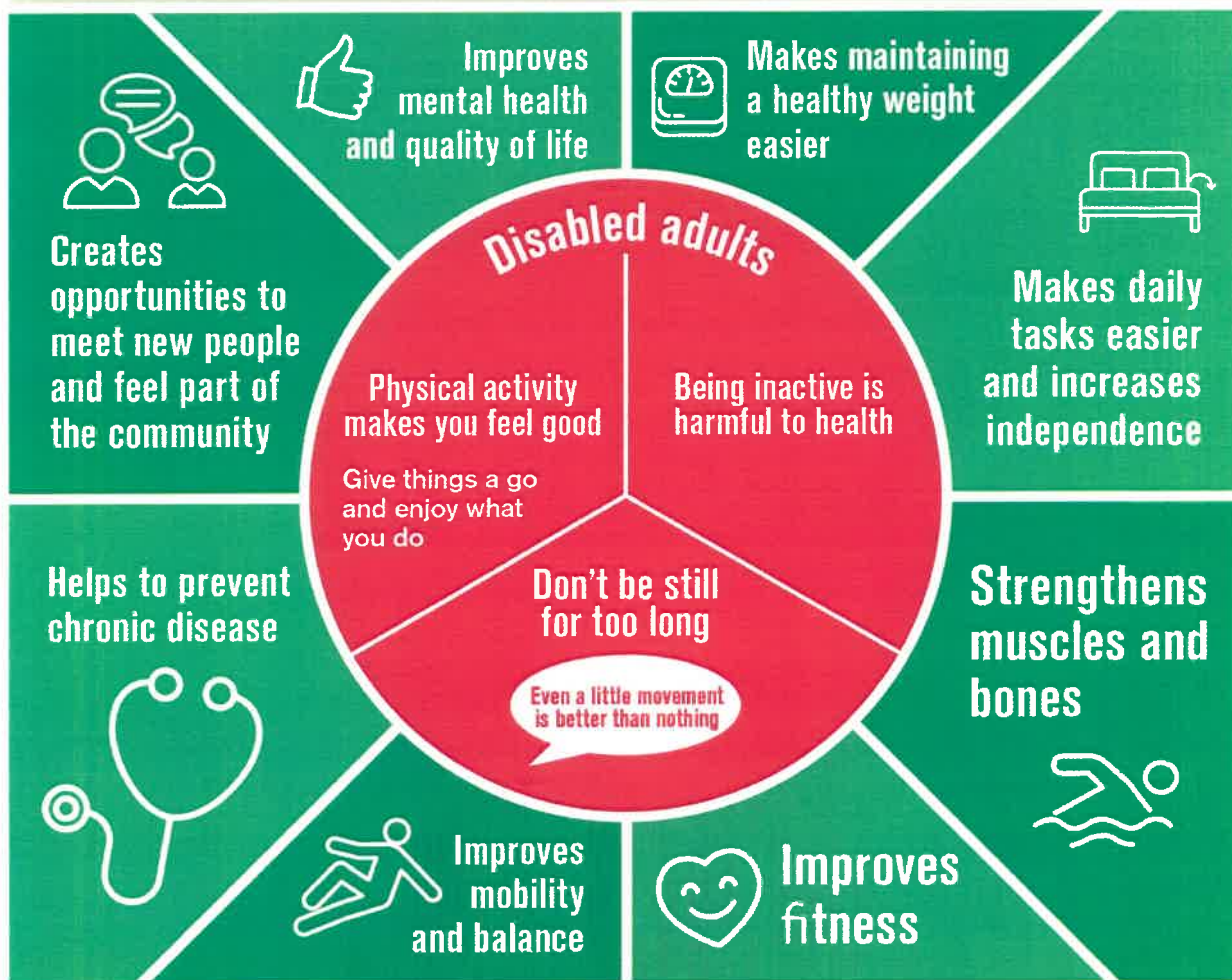 Improves
mental health
and quality of life
Makes maintaining
a healthy weight
easier
Creates
opportunities to
meet new people
and feel part of
the community
Makes daily
tasks easier
and increases
independence
Disabled adults
Physical activity
makes you feel good
Give things a go
and enjoy what
you do
Being inactive is
harmful to health
Don't be still
for too long
Even a little movement
is better than nothing
Helps to prevent
chronic disease
Strengthens
muscles and
bones
Improves
mobility
and balance
Improves
fitness